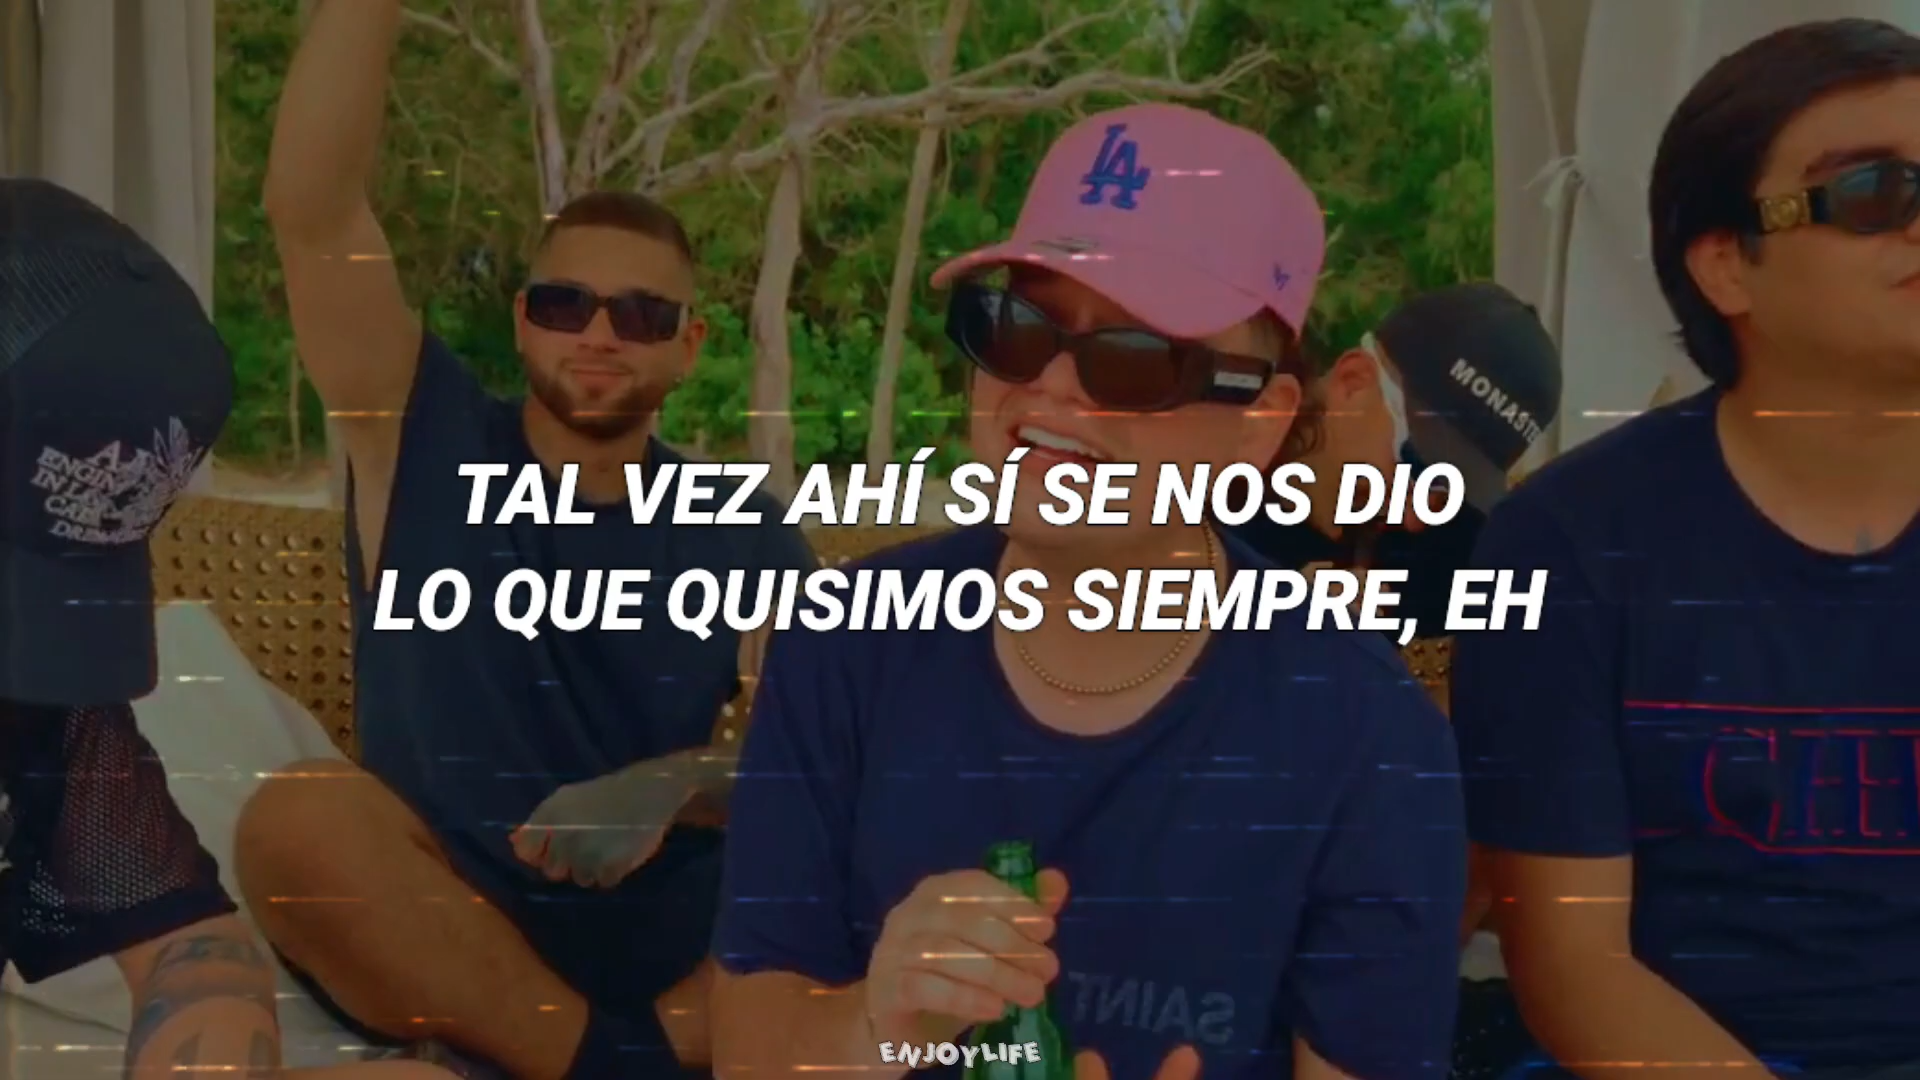 LA
MONASTE
TAL VEZ AHÍ SÍ SE NOS DIO
LO QUE QUISIMOS SIEMPRE, EH
SAINT
ENJOYLIFE